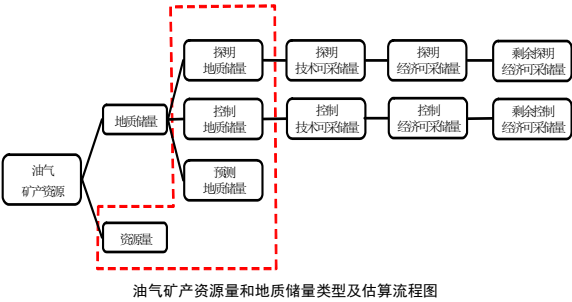 探明
地质储量
探明
技术可采储量
探明
经济可采储量
剩余探明
经济可采储量
地质储量
控制
地质储量
控制
技术可采储量
控制
经济可采储量
剩余控制
经济可采储量
油气
矿产资源
预测
地质储量
资源量
油气矿产资源量和地质储量类型及估算流程图